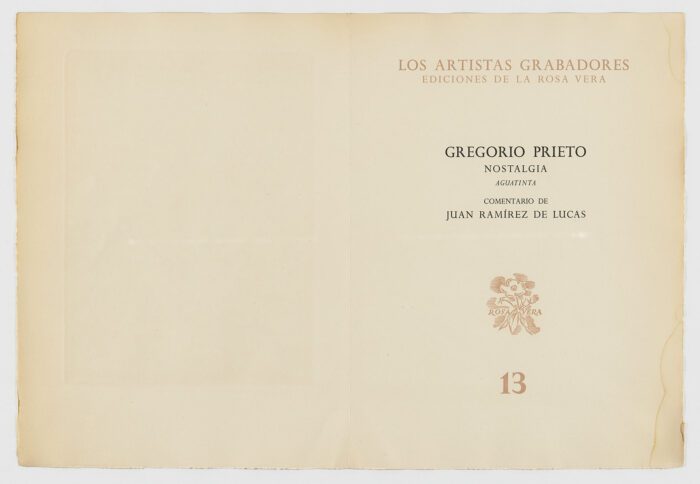 LOS ARTISTAS GRABADORES
EDICIONES DE LA ROSA VERA
GREGORIO PRIETO
NOSTALGIA
AGUATINTA
COMENTARIO DE
JUAN RAMÍREZ DE LUCAS
ROSA VERA
13